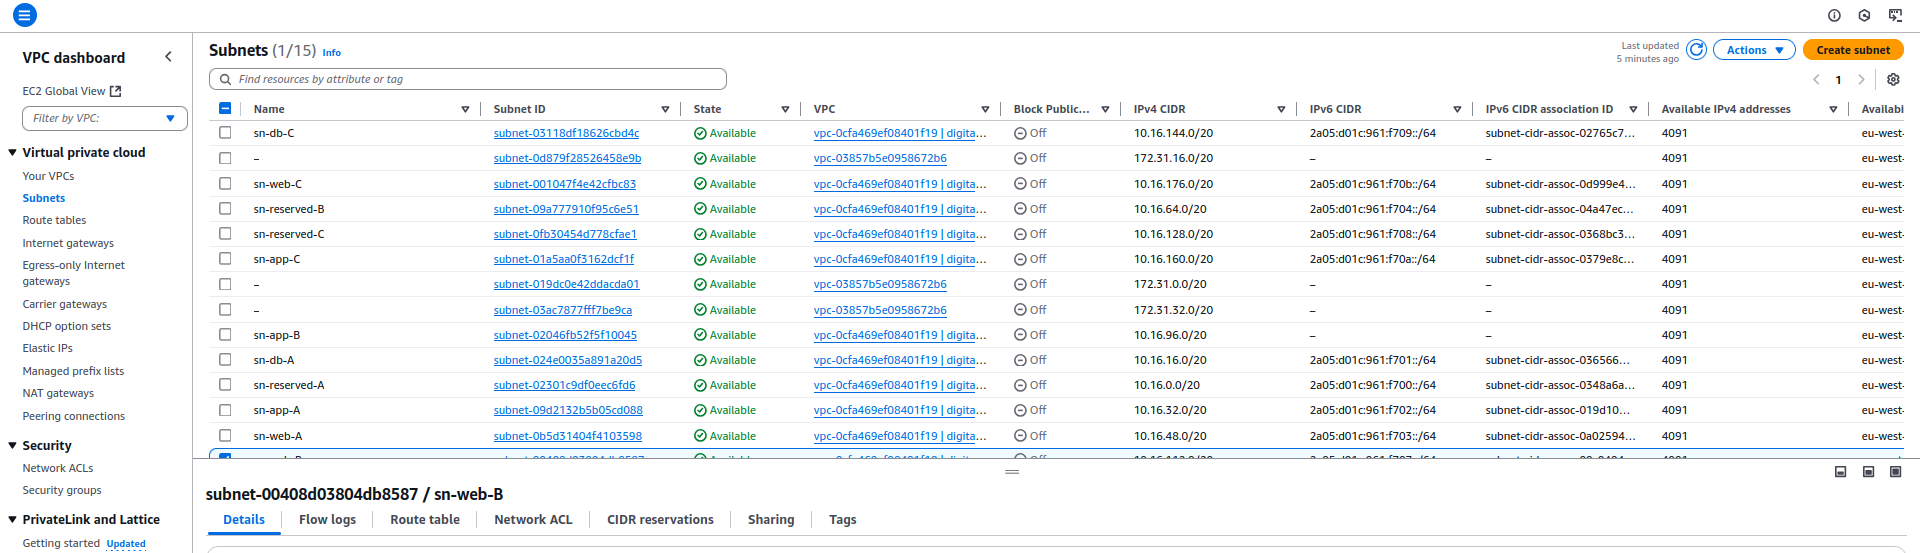 VPC dashboard
EC2 Global View
Filter by VPC:
Virtual private cloud
Your VPCs
Subnets
Route tables
Internet gateways
Egress-only Internet
gateways
Carrier gateways
DHCP option sets
Elastic IPs
Managed prefix lists
NAT gateways
Peering connections
Security
Network ACLs
Security groups
PrivateLink and Lattice
Getting started Updated
Subnets (1/15) Info
Last updated
5 minutes ago
Actions
Create subnet
Find resources by attribute or tag
1
Name Subnet ID State VPC Block Public... IPv4 CIDR IPv6 CIDR IPv6 CIDR association ID Available IPv4 addresses Availabi
sn-db-C subnet-03118df18626cbd4c Available vpc-0cfa469ef08401f19 | digita... Off 10.16.144.0/20 2a05:d01c:961:f709::/64 subnet-cidr-assoc-02765c7... 4091 eu-west-
– subnet-0d879f28526458e9b Available vpc-03857b5e0958672b6 Off 172.31.16.0/20 – – 4091 eu-west-
sn-web-C subnet-001047f4e42cfbc83 Available vpc-0cfa469ef08401f19 | digita... Off 10.16.176.0/20 2a05:d01c:961:f70b::/64 subnet-cidr-assoc-0d999e4... 4091 eu-west-
sn-reserved-B subnet-09a777910f95c6e51 Available vpc-0cfa469ef08401f19 | digita... Off 10.16.64.0/20 2a05:d01c:961:f704::/64 subnet-cidr-assoc-04a47ec... 4091 eu-west-
sn-reserved-C subnet-0fb30454d778cfae1 Available vpc-0cfa469ef08401f19 | digita... Off 10.16.128.0/20 2a05:d01c:961:f708::/64 subnet-cidr-assoc-0368bc3... 4091 eu-west-
sn-app-C subnet-01a5aa0f3162dcf1f Available vpc-0cfa469ef08401f19 | digita... Off 10.16.160.0/20 2a05:d01c:961:f70a::/64 subnet-cidr-assoc-0379e8c... 4091 eu-west-
– subnet-019dc0e42ddacda01 Available vpc-03857b5e0958672b6 Off 172.31.0.0/20 – – 4091 eu-west-
– subnet-03ac7877fff7be9ca Available vpc-03857b5e0958672b6 Off 172.31.32.0/20 – – 4091 eu-west-
sn-app-B subnet-02046fb52f5f10045 Available vpc-0cfa469ef08401f19 | digita... Off 10.16.96.0/20 – – 4091 eu-west-
sn-db-A subnet-024e0035a891a20d5 Available vpc-0cfa469ef08401f19 | digita... Off 10.16.16.0/20 2a05:d01c:961:f701::/64 subnet-cidr-assoc-036566... 4091 eu-west-
sn-reserved-A subnet-02301c9df0eec6fd6 Available vpc-0cfa469ef08401f19 | digita... Off 10.16.0.0/20 2a05:d01c:961:f700::/64 subnet-cidr-assoc-0348a6a... 4091 eu-west-
sn-app-A subnet-09d2132b5b05cd088 Available vpc-0cfa469ef08401f19 | digita... Off 10.16.32.0/20 2a05:d01c:961:f702::/64 subnet-cidr-assoc-019d10... 4091 eu-west-
sn-web-A subnet-0b5d31404f4103598 Available vpc-0cfa469ef08401f19 | digita... Off 10.16.48.0/20 2a05:d01c:961:f703::/64 subnet-cidr-assoc-0a02594... 4091 eu-west-
subnet-00408d03804db8587 / sn-web-B
Details Flow logs Route table Network ACL CIDR reservations Sharing Tags